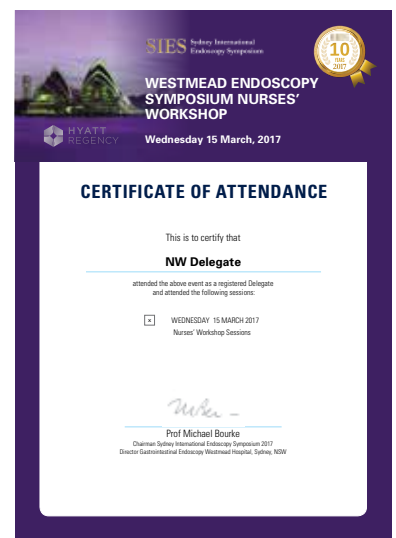 SIES Sydney International
Endoscopy Symposium
10
YEARS
2017
WESTMEAD ENDOSCOPY
SYMPOSIUM NURSES’
WORKSHOP
HYATT
REGENCY
Wednesday 15 March, 2017
CERTIFICATE OF ATTENDANCE
This is to certify that
NW Delegate
attended the above event as a registered Delegate
and attended the following sessions:
x WEDNESDAY 15 MARCH 2017
Nurses’ Workshop Sessions
Prof Michael Bourke
Chairman Sydney International Endoscopy Symposium 2017
Director Gastrointestinal Endoscopy Westmead Hospital, Sydney, NSW